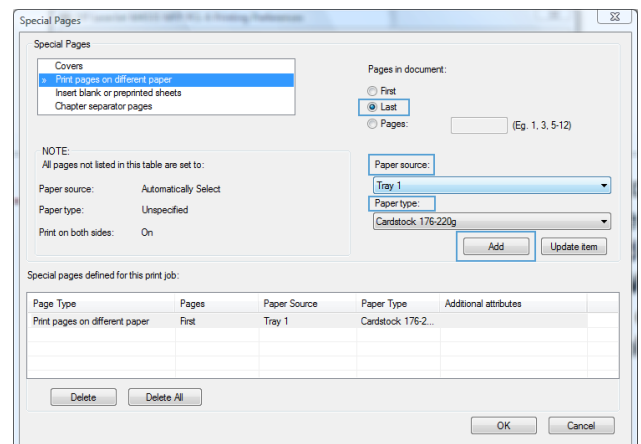 Special Pages
Special Pages
Covers
» Print pages on different paper
Insert blank or preprinted sheets
Chapter separator pages
Pages in document:
First
Last
Pages: (Eg. 1, 3, 5-12)
NOTE:
All pages not listed in this table are set to:
Paper source: Automatically Select
Paper type: Unspecified
Print on both sides: On
Paper source:
Tray 1
Paper type:
Cardstock 176-220g
Add Update item
Special pages defined for this print job:
Page Type Pages Paper Source Paper Type Additional attributes
Print pages on different paper First Tray 1 Cardstock 176-2...
Delete Delete All
OK Cancel